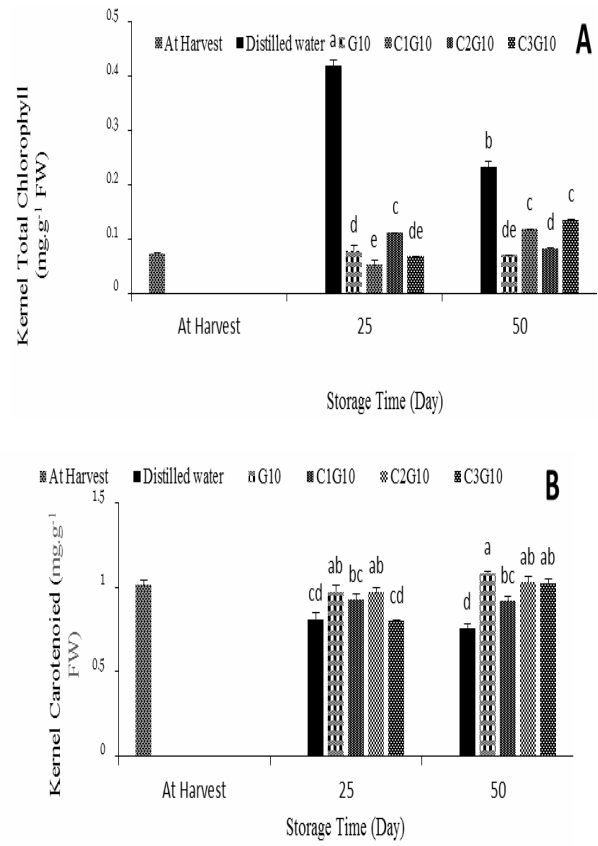 0.5
At Harvest Distilled water G10 C1G10 C2G10 C3G10
A
a
0.4
0.3
b
0.2
d e c de
de c d c
0.1
0
At Harvest 25 50
Kernel Total Chlorophyll
(mg.g-1 FW)
Storage Time (Day)
At Harvest Distilled water G10 C1G10 C2G10 C3G10
B
1.5
cd ab bc ab cd
d a bc ab ab
1
0.5
0
At Harvest 25 50
Kernel Carotenoied (mg.g-1
FW)
Storage Time (Day)